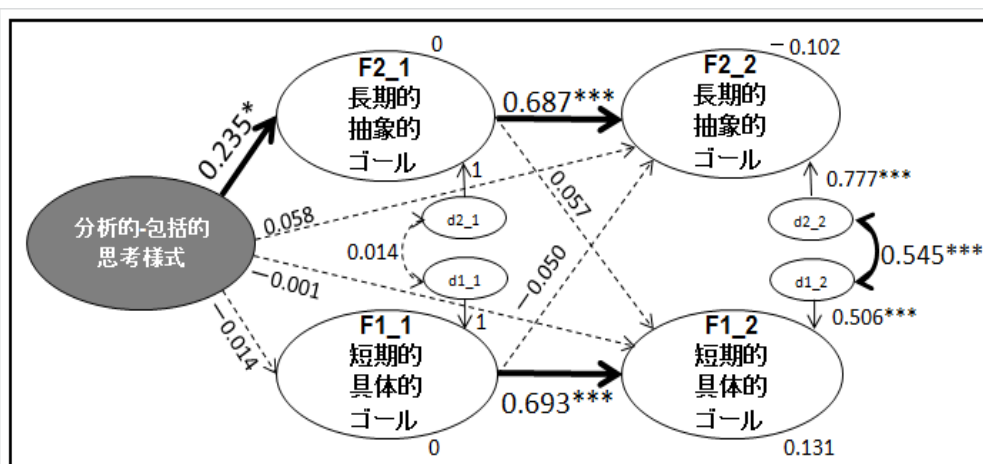 0
F2_1
長期的
抽象的
ゴール
－0.102
F2_2
長期的
抽象的
ゴール
0.235*
0.687***
1
0.057
0.777***
分析的-包括的
思考様式
0.058
d2_1
d2_2
0.014
0.545***
－0.001
d1_1
－0.050
d1_2
－0.014
1
0.506***
F1_1
短期的
具体的
ゴール
0
0.693***
F1_2
短期的
具体的
ゴール
0.131